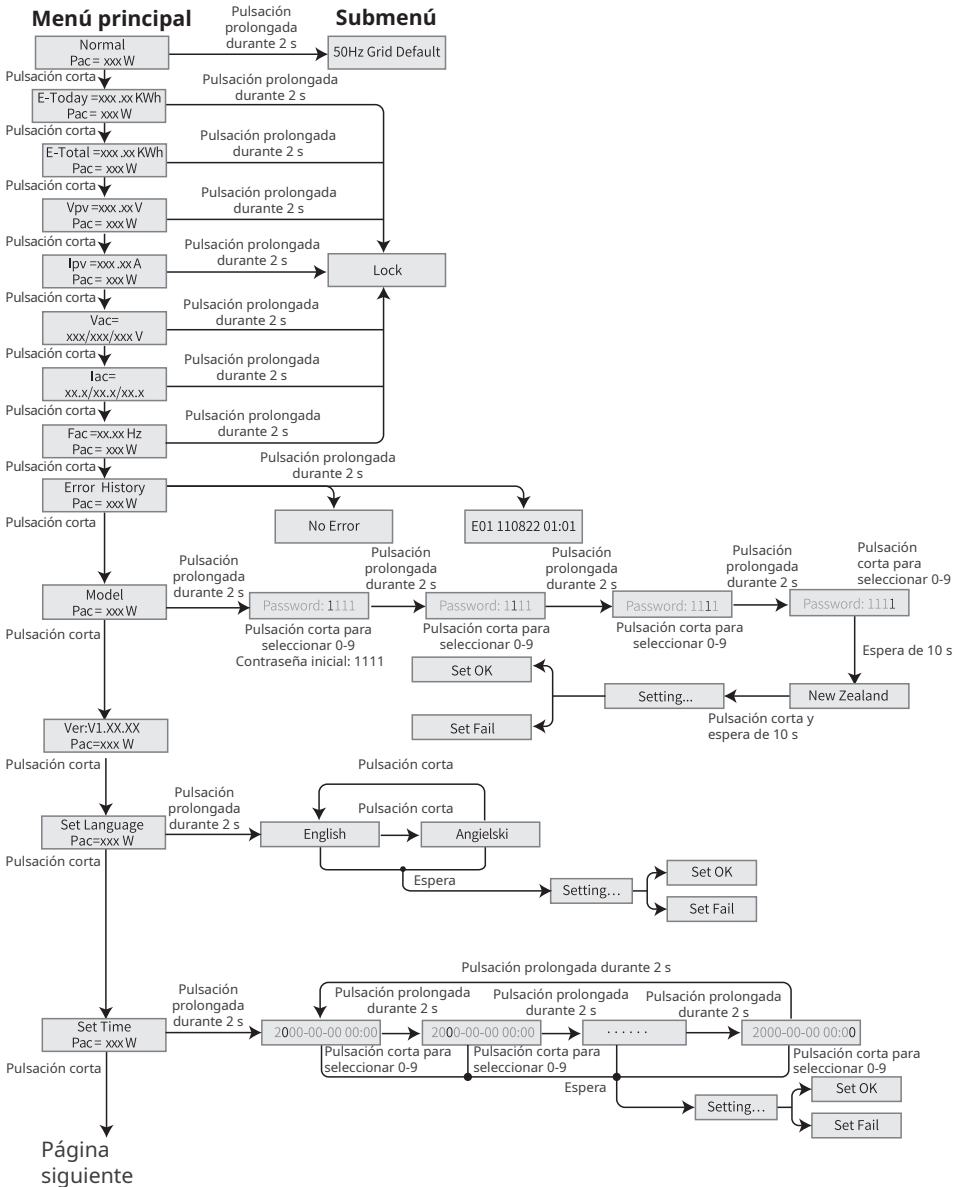 Menú principal
Submenú
Pulsación
prolongada
durante 2 s
Normal
Pac= xxx W
50Hz Grid Default
Pulsación corta
Pulsación prolongada
durante 2 s
E-Today =xxx .xx KWh
Pac= xxx W
Pulsación corta
Pulsación prolongada
durante 2 s
E-Total =xxx .xx KWh
Pac= xxx W
Pulsación corta
Pulsación prolongada
durante 2 s
Vpv =xxx .xx V
Pac= xxx W
Pulsación corta
Pulsación prolongada
durante 2 s
Ipv =xxx .xx A
Pac= xxx W
Lock
Pulsación corta
Pulsación prolongada
durante 2 s
Vac=
xxx/xxx/xxx V
Pulsación corta
Pulsación prolongada
durante 2 s
Iac=
xx.x/xx.x/xx.x
Pulsación corta
Pulsación prolongada
durante 2 s
Fac =xx.xx Hz
Pac= xxx W
Pulsación corta
Pulsación prolongada
durante 2 s
Error History
Pac= xxx W
No Error
E01 110822 01:01
Pulsación corta
Pulsación
prolongada
durante 2 s
Pulsación
prolongada
durante 2 s
Pulsación
prolongada
durante 2 s
Pulsación
prolongada
durante 2 s
Pulsación
corta para
seleccionar 0-9
Model
Pac= xxx W
Password: 1111
Password: 1111
Password: 1111
Password: 1111
Pulsación corta
Pulsación corta para
seleccionar 0-9
Contraseña inicial: 1111
Pulsación corta para
seleccionar 0-9
Pulsación corta para
seleccionar 0-9
Espera de 10 s
Set OK
Setting...
New Zealand
Set Fail
Pulsación corta y
espera de 10 s
Ver:V1.XX.XX
Pac=xxx W
Pulsación corta
Pulsación corta
Pulsación
prolongada
durante 2 s
Pulsación corta
Set Language
Pac=xxx W
English
Angielski
Pulsación corta
Espera
Setting...
Set OK
Set Fail
Pulsación prolongada durante 2 s
Pulsación
prolongada
durante 2 s
Pulsación prolongada
durante 2 s
Pulsación prolongada
durante 2 s
Pulsación prolongada
durante 2 s
Set Time
Pac= xxx W
2000-00-00 00:00
2000-00-00 00:00
......
2000-00-00 00:00
Pulsación corta
Pulsación corta para
seleccionar 0-9
Pulsación corta para
seleccionar 0-9
Pulsación corta para
seleccionar 0-9
Espera
Setting...
Set OK
Set Fail
Página
siguiente